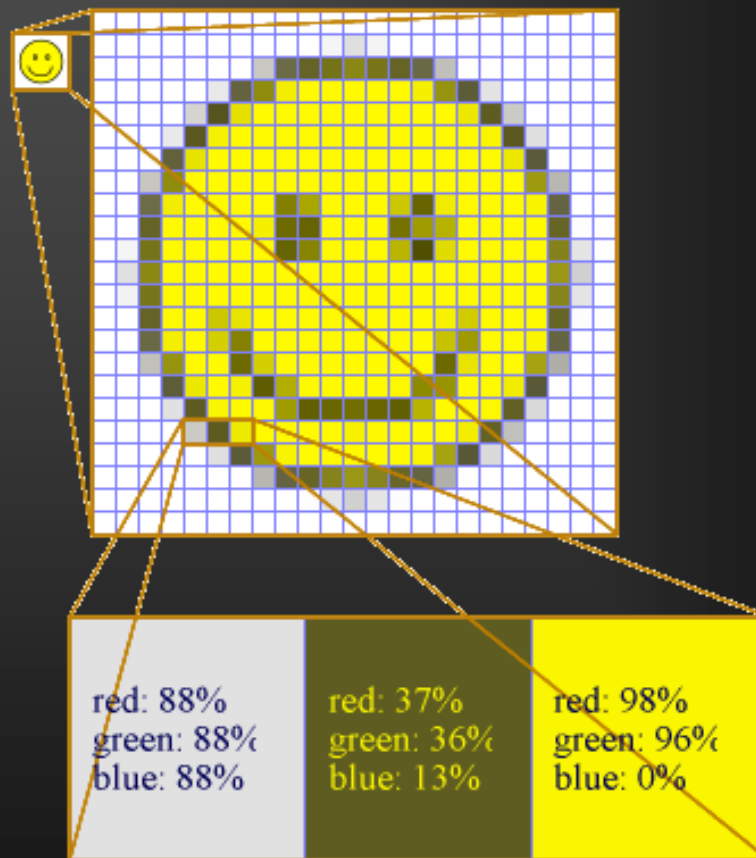 red: 88%
green: 88%
blue: 88%
red: 37%
green: 36%
blue: 13%
red: 98%
green: 96%
blue: 0%